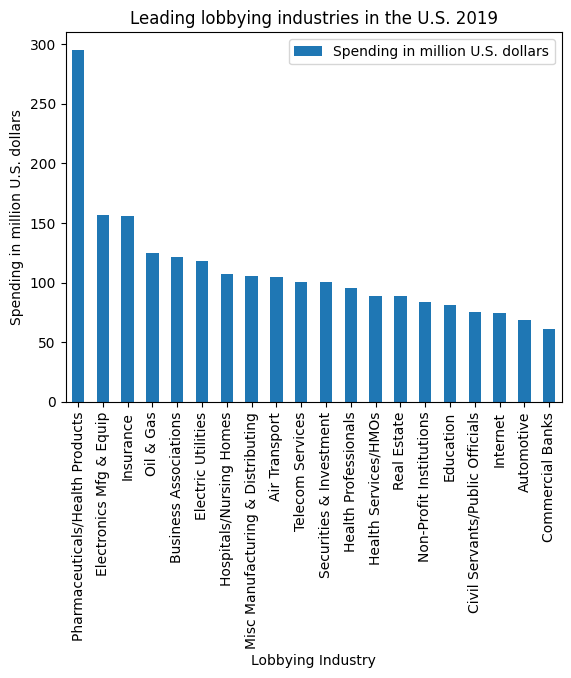 Leading lobbying industries in the U.S. 2019
Spending in million U.S. dollars
Spending in million U.S. dollars
300
250
200
150
100
50
0
Pharmaceuticals/Health Products
Electronics Mfg & Equip
Insurance
Oil & Gas
Business Associations
Electric Utilities
Hospitals/Nursing Homes
Misc Manufacturing & Distributing
Air Transport
Telecom Services
Securities & Investment
Health Professionals
Health Services/HMOs
Real Estate
Non-Profit Institutions
Education
Civil Servants/Public Officials
Internet
Automotive
Commercial Banks
Lobbying Industry